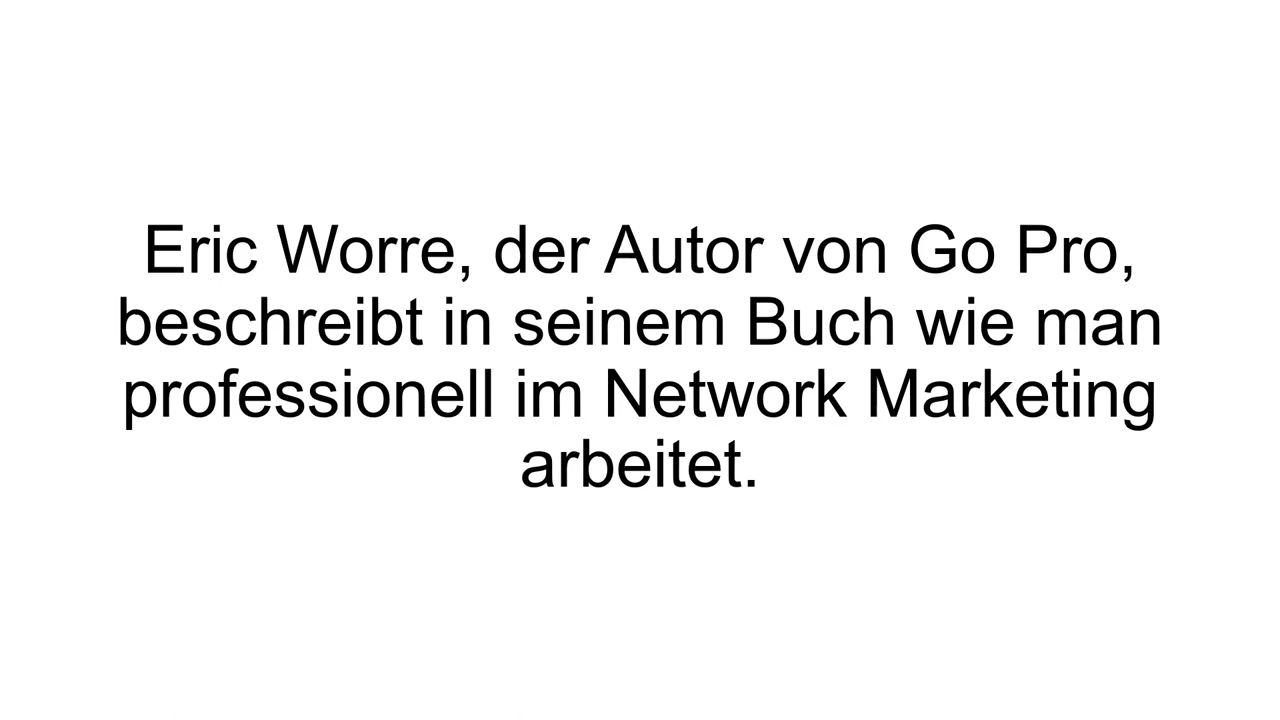 Eric Worre, der Autor von Go Pro,
beschreibt in seinem Buch wie man
professionell im Network Marketing
arbeitet.